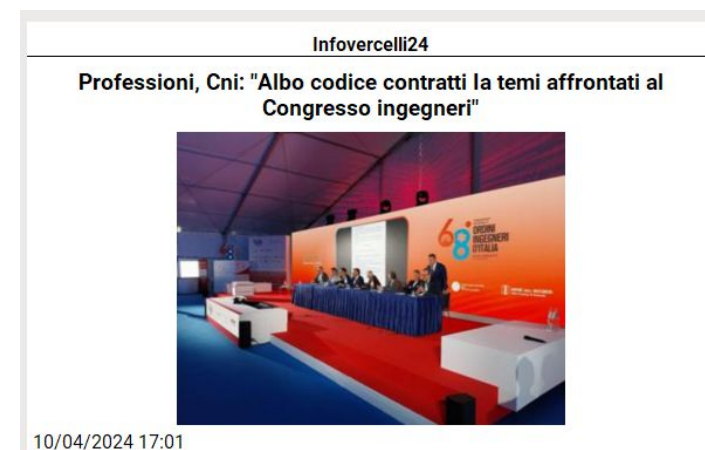 Infovercelli24
Professioni, Cni: "Albo codice contratti Ia temi affrontati al
Congresso ingegneri"
68°
ORDINI
INGEGNERI
D'ITALIA
10/04/2024 17:01